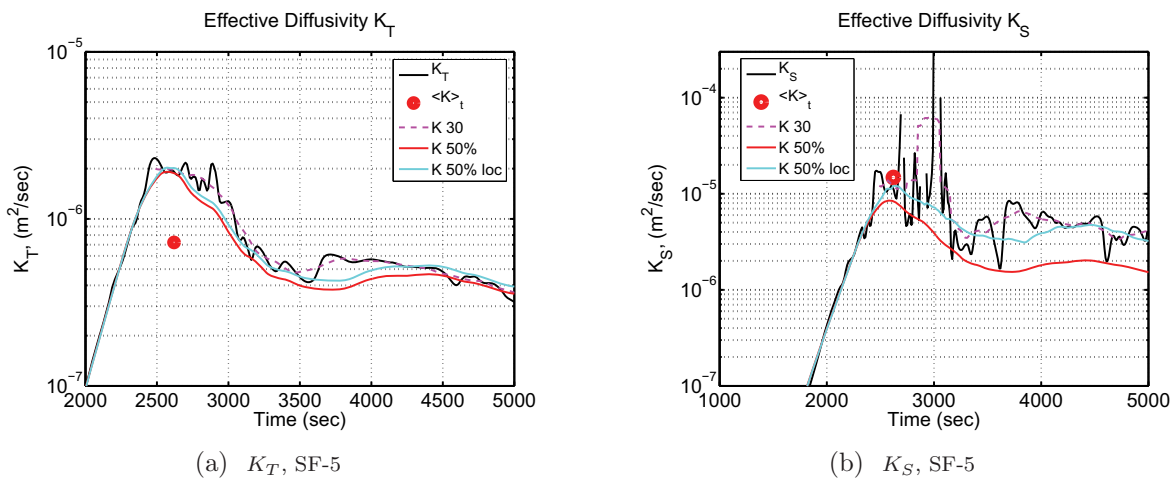 Effective Diffusivity K_T
10^-5
10^-6
10^-7
K_T, (m^2/sec)
K_T
<K>_t
K 30
K 50%
K 50% loc
2000 2500 3000 3500 4000 4500 5000
Time (sec)
(a) K_T, SF-5
Effective Diffusivity K_S
10^-4
10^-5
10^-6
10^-7
K_S, (m^2/sec)
K_S
<K>_t
K 30
K 50%
K 50% loc
1000 2000 3000 4000 5000
Time (sec)
(b) K_S, SF-5